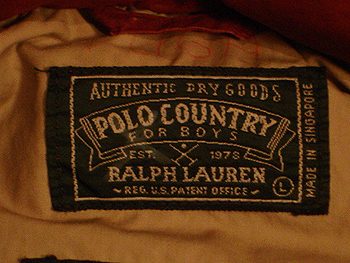 AUTHENTIC DRY GOODS
POLO COUNTRY
FOR BOYS
EST. 1978
RALPH LAUREN
~ REG. U.S. PATENT OFFICE ~
L
MADE IN SINGAPORE